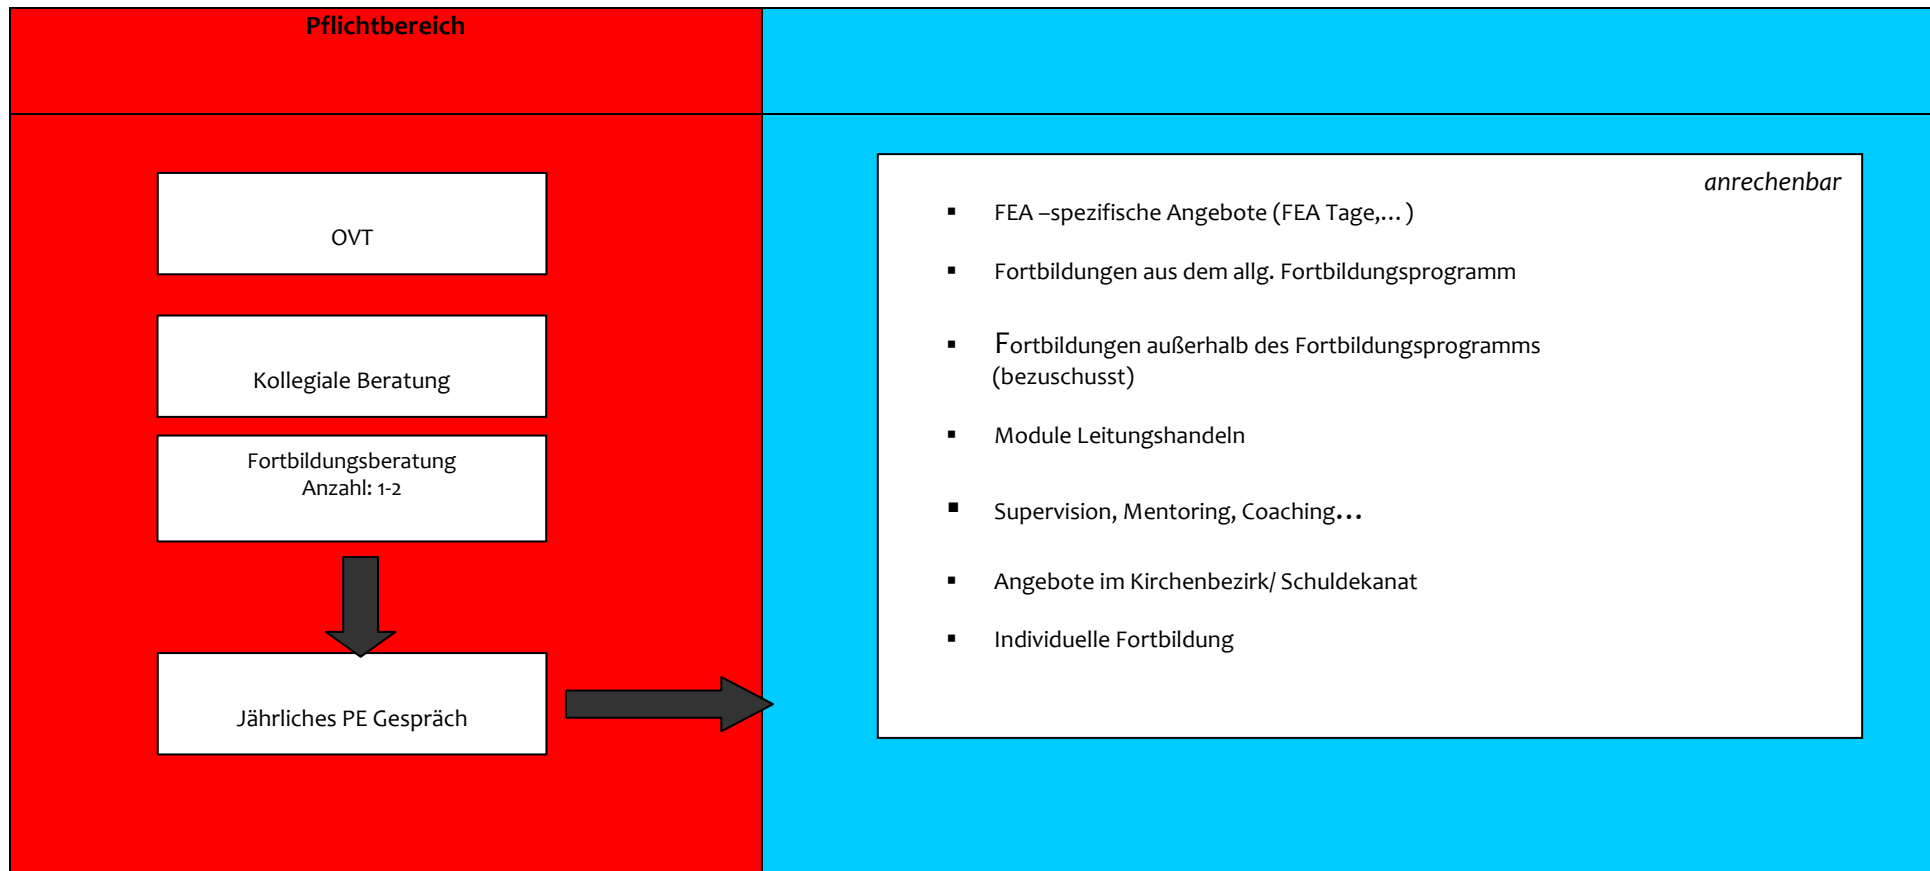 Pflichtbereich
OVT
Kollegiale Beratung
Fortbildungsberatung
Anzahl: 1-2
Jährliches PE Gespräch
anrechenbar
▪ FEA –spezifische Angebote (FEA Tage,…)
▪ Fortbildungen aus dem allg. Fortbildungsprogramm
▪ Fortbildungen außerhalb des Fortbildungsprogramms
(bezuschusst)
▪ Module Leitungshandeln
▪ Supervision, Mentoring, Coaching…
▪ Angebote im Kirchenbezirk/ Schuldekanat
▪ Individuelle Fortbildung